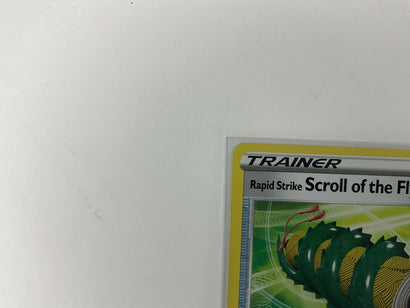 TRAINER
Rapid Strike Scroll of the Fl